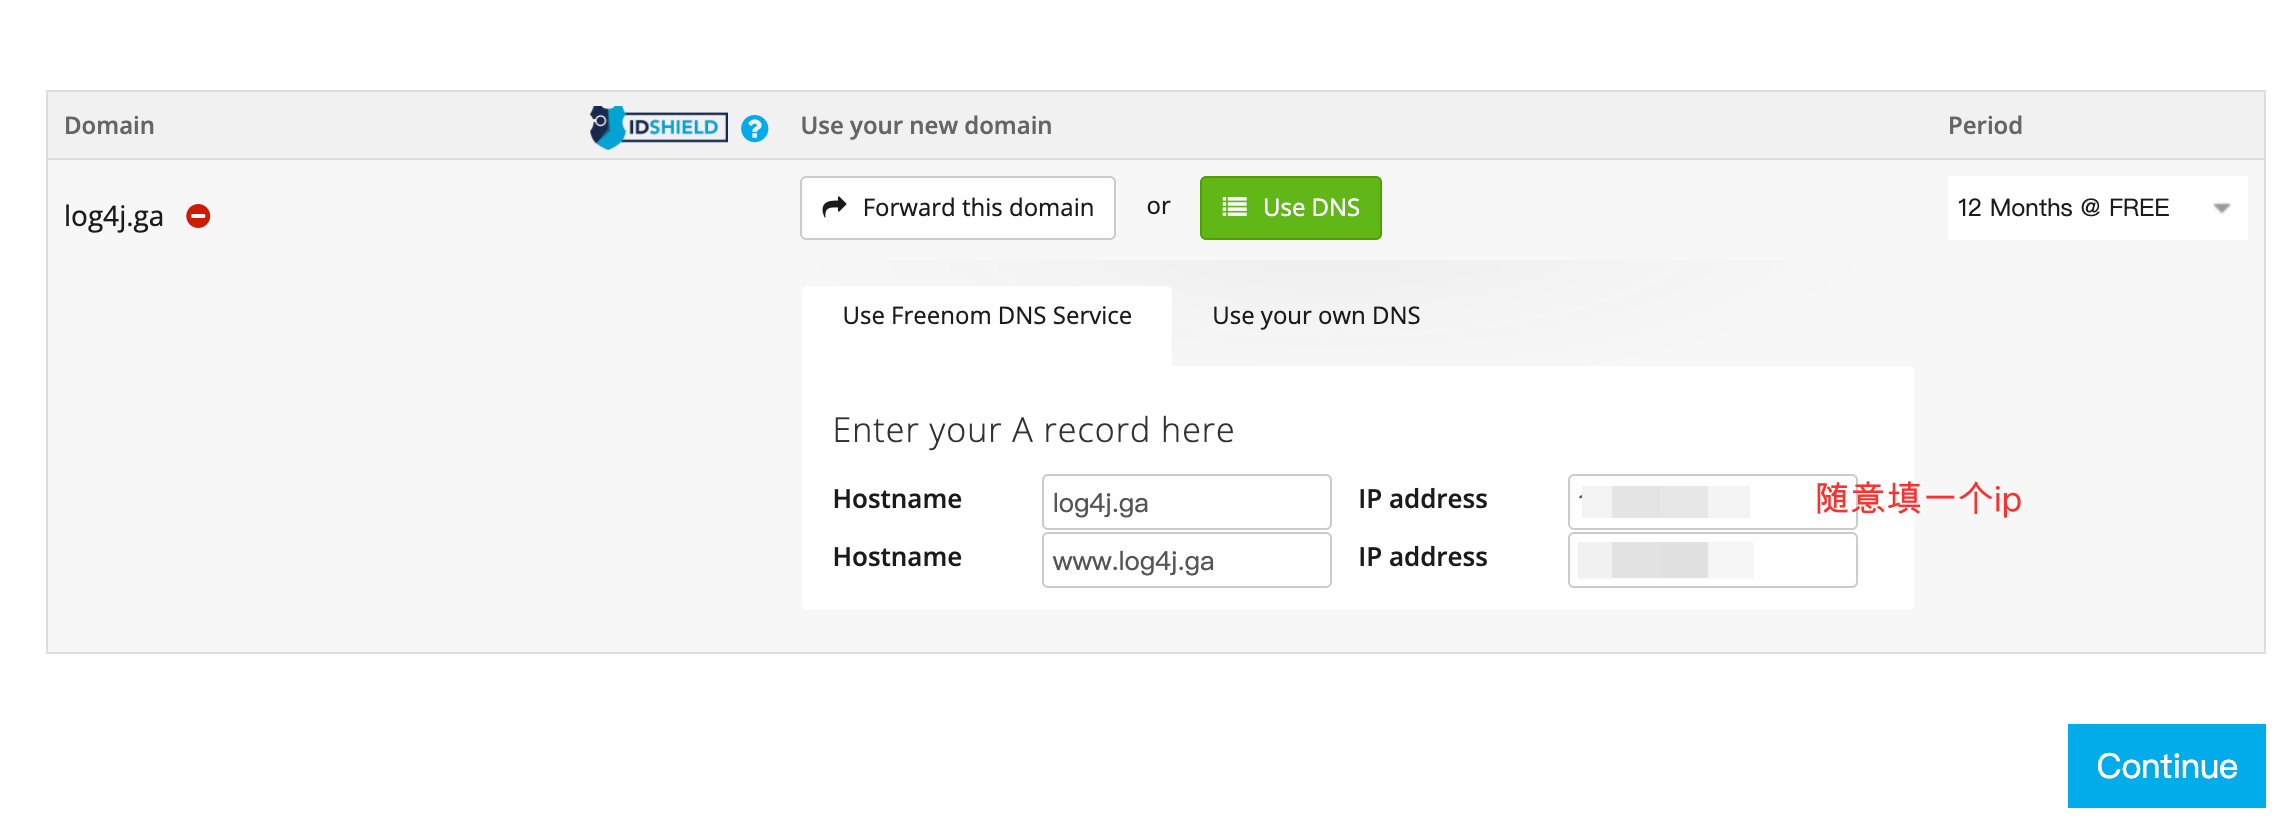 Domain
IDSHIELD
Use your new domain
Period
log4j.ga
Forward this domain
or
Use DNS
12 Months @ FREE
Use Freenom DNS Service
Use your own DNS
Enter your A record here
Hostname
log4j.ga
IP address
随意填一个ip
Hostname
www.log4j.ga
IP address
Continue